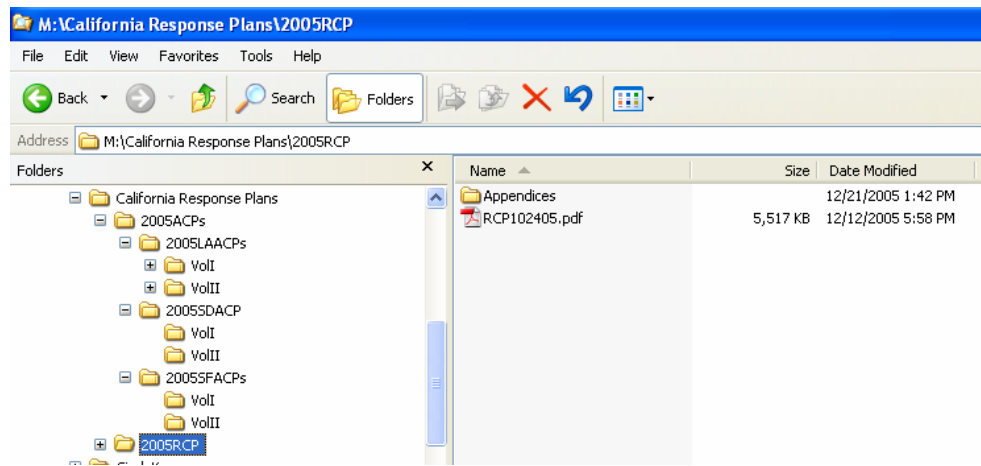 M:\California Response Plans\2005RCP
File Edit View Favorites Tools Help
Back Search Folders
Address M:\California Response Plans\2005RCP
Folders × Name Size Date Modified
California Response Plans
2005ACPs
2005LAACPs
VolI
VolII
2005SDACP
VolI
VolII
2005SFACPs
VolI
VolII
2005RCP
Appendices 12/21/2005 1:42 PM
RCP102405.pdf 5,517 KB 12/12/2005 5:58 PM